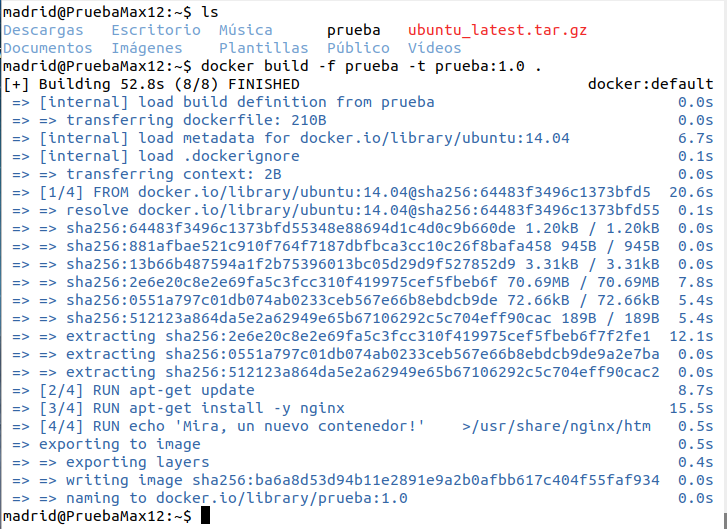 madrid@PruebaMax12:~$ ls
Descargas   Escritorio  Música      prueba   ubuntu_latest.tar.gz
Documentos  Imágenes    Plantillas  Público  Vídeos
madrid@PruebaMax12:~$ docker build -f prueba -t prueba:1.0 .
[+] Building 52.8s (8/8) FINISHED                                docker:default
 => [internal] load build definition from prueba                           0.0s
 => => transferring dockerfile: 210B                                       0.0s
 => [internal] load metadata for docker.io/library/ubuntu:14.04            6.7s
 => [internal] load .dockerignore                                          0.1s
 => => transferring context: 2B                                            0.0s
 => [1/4] FROM docker.io/library/ubuntu:14.04@sha256:64483f3496c1373bfd5  20.6s
 => => resolve docker.io/library/ubuntu:14.04@sha256:64483f3496c1373bfd55  0.1s
 => => sha256:64483f3496c1373bfd55348e88694d1c4d0c9b660de 1.20kB / 1.20kB  0.0s
 => => sha256:881afbae521c910f764f7187dbfbca3cc10c26f8bafa458 945B / 945B  0.0s
 => => sha256:13b66b487594a1f2b75396013bc05d29d9f527852d9 3.31kB / 3.31kB  0.0s
 => => sha256:2e6e20c8e2e69fa5c3fcc310f419975cef5fbeb6f 70.69MB / 70.69MB  7.8s
 => => sha256:0551a797c01db074ab0233ceb567e66b8ebdcb9de 72.66kB / 72.66kB  5.4s
 => => sha256:512123a864da5e2a62949e65b67106292c5c704eff90cac 189B / 189B  5.4s
 => => extracting sha256:2e6e20c8e2e69fa5c3fcc310f419975cef5fbeb6f7f2fe1  12.1s
 => => extracting sha256:0551a797c01db074ab0233ceb567e66b8ebdcb9de9a2e7ba  0.0s
 => => extracting sha256:512123a864da5e2a62949e65b67106292c5c704eff90cac2  0.0s
 => [2/4] RUN apt-get update                                               8.7s
 => [3/4] RUN apt-get install -y nginx                                    15.5s
 => [4/4] RUN echo 'Mira, un nuevo contenedor!'    >/usr/share/nginx/htm   0.5s
 => exporting to image                                                     0.5s
 => => exporting layers                                                    0.4s
 => => writing image sha256:ba6a8d53d94b11e2891e9a2b0afbb617c404f55faf934  0.0s
 => => naming to docker.io/library/prueba:1.0                              0.0s
madrid@PruebaMax12:~$